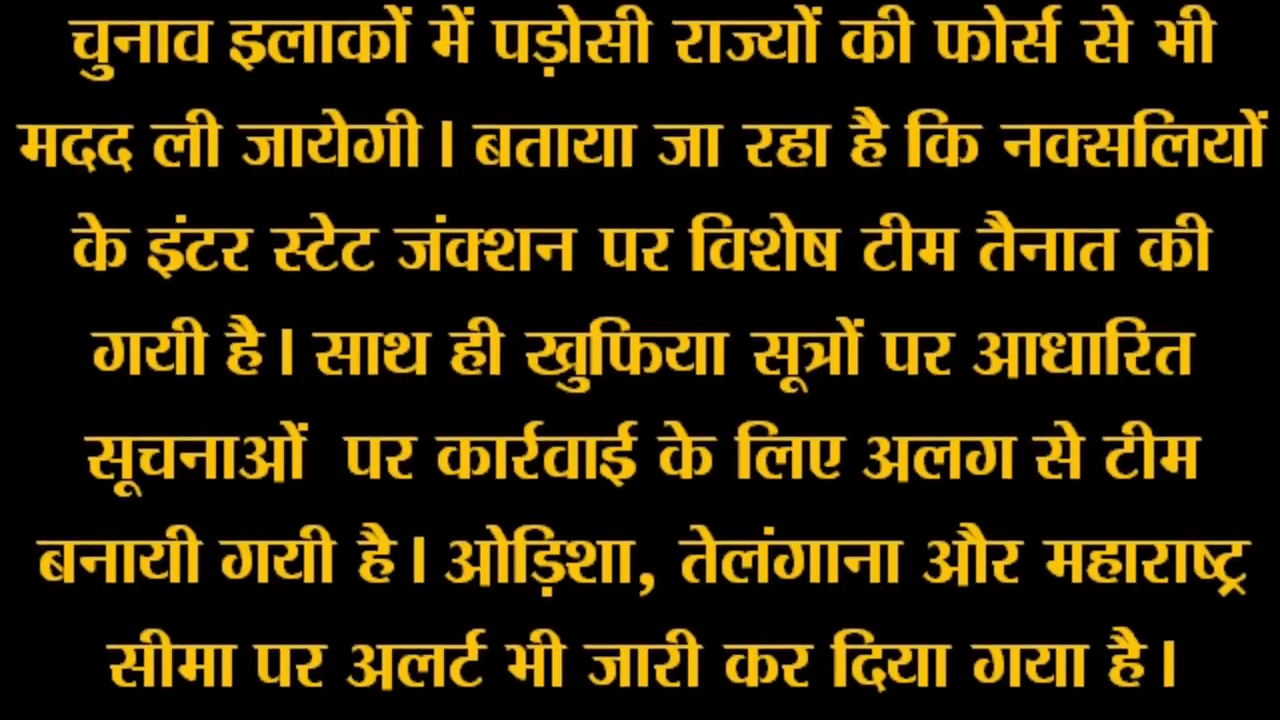 चुनाव इलाकों में पड़ोसी राज्यों की फोर्स से भी
मदद ली जायेगी। बताया जा रहा है कि नक्सलियों
के इंटर स्टेट जंक्शन पर विशेष टीम तैनात की
गयी है। साथ ही खुफिया सूत्रों पर आधारित
सूचनाओं पर कार्रवाई के लिए अलग से टीम
बनायी गयी है। ओड़िशा, तेलंगाना और महाराष्ट्र
सीमा पर अलर्ट भी जारी कर दिया गया है।